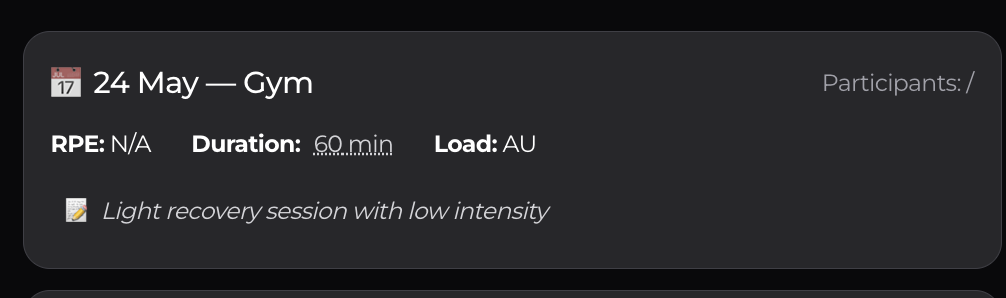 24 May — Gym
Participants: /
RPE: N/A Duration: 60 min Load: AU
Light recovery session with low intensity